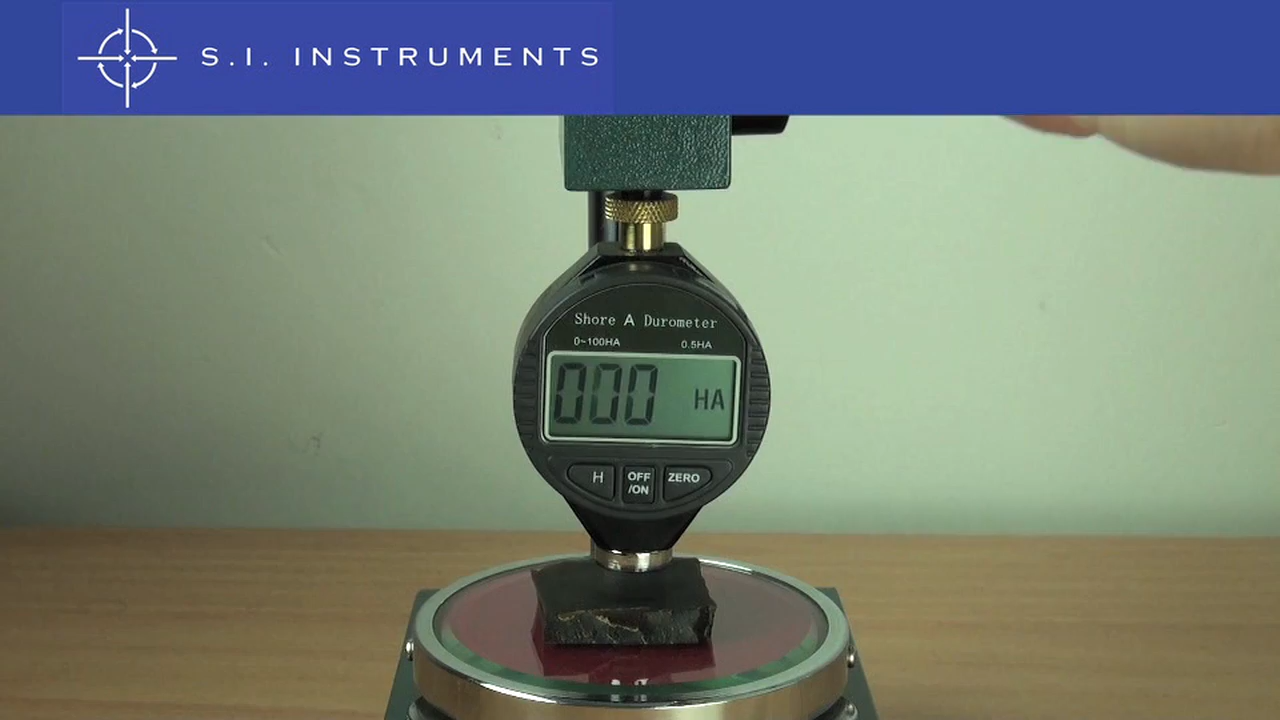 S.I. INSTRUMENTS
Shore A Durometer
0~100HA 0.5HA
000 HA
H OFF /ON ZERO